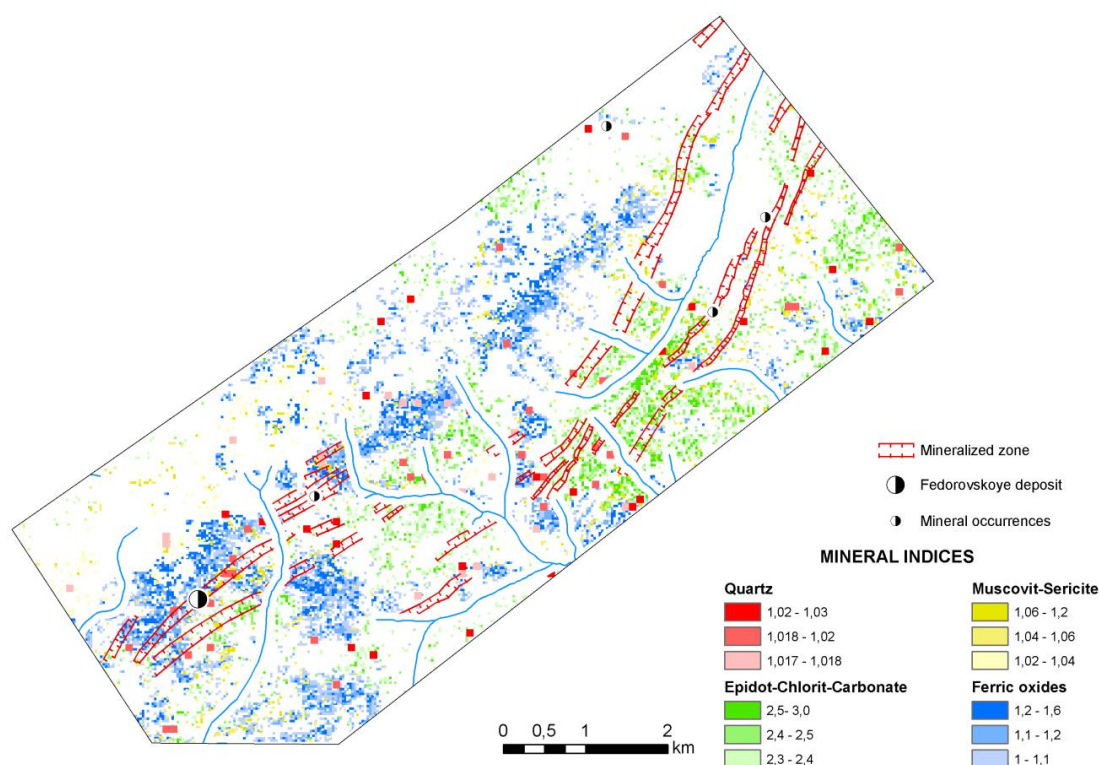 Mineralized zone
Fedorovskoye deposit
Mineral occurrences
MINERAL INDICES
Quartz
1,02 - 1,03
1,018 - 1,02
1,017 - 1,018
Epidot-Chlorit-Carbonate
2,5- 3,0
2,4 - 2,5
2,3 - 2,4
Muscovit-Sericite
1,06 - 1,2
1,04 - 1,06
1,02 - 1,04
Ferric oxides
1,2 - 1,6
1,1 - 1,2
1 - 1,1
0 0,5 1 2
km